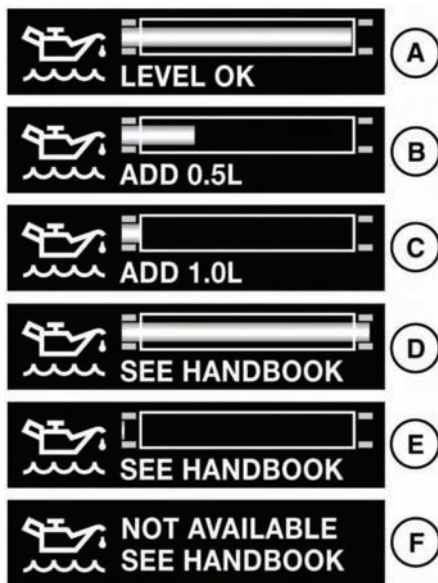 LEVEL OK
A
ADD 0.5L
B
ADD 1.0L
C
SEE HANDBOOK
D
SEE HANDBOOK
E
NOT AVAILABLE
SEE HANDBOOK
F